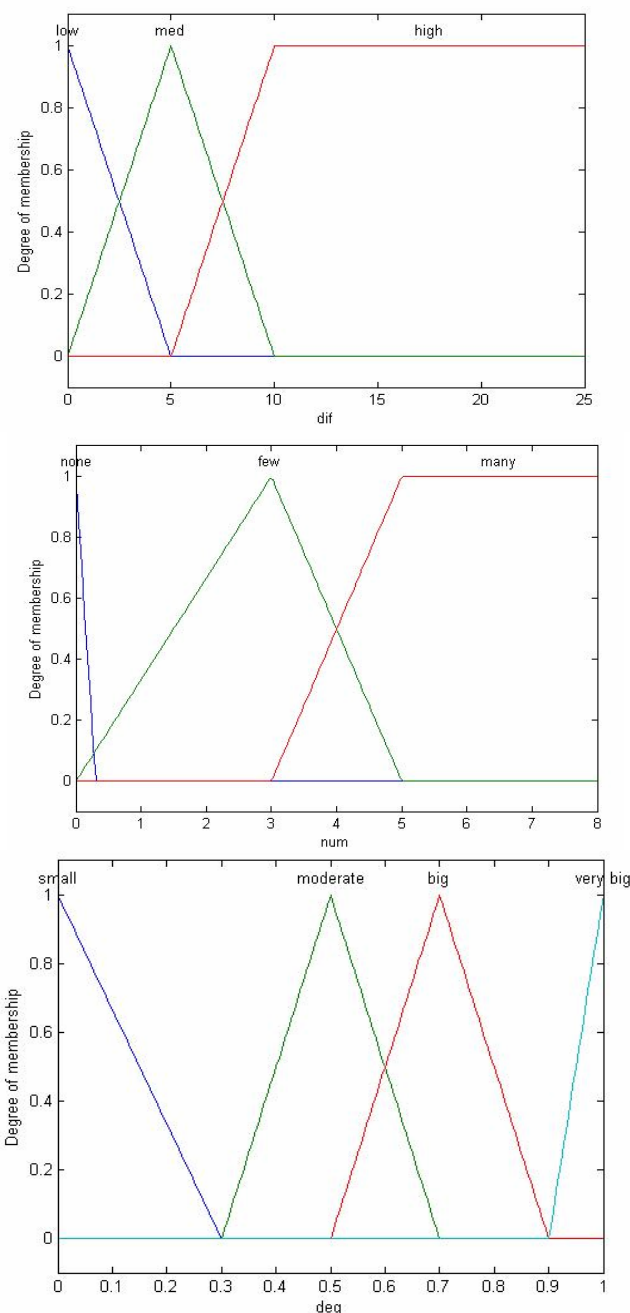 low med high
1
0.8
0.6
0.4
0.2
0
Degree of membership
0 5 10 15 20 25
dif
none few many
1
0.8
0.6
0.4
0.2
0
Degree of membership
0 1 2 3 4 5 6 7 8
num
small moderate big very big
1
0.8
0.6
0.4
0.2
0
Degree of membership
0 0.1 0.2 0.3 0.4 0.5 0.6 0.7 0.8 0.9 1
deg